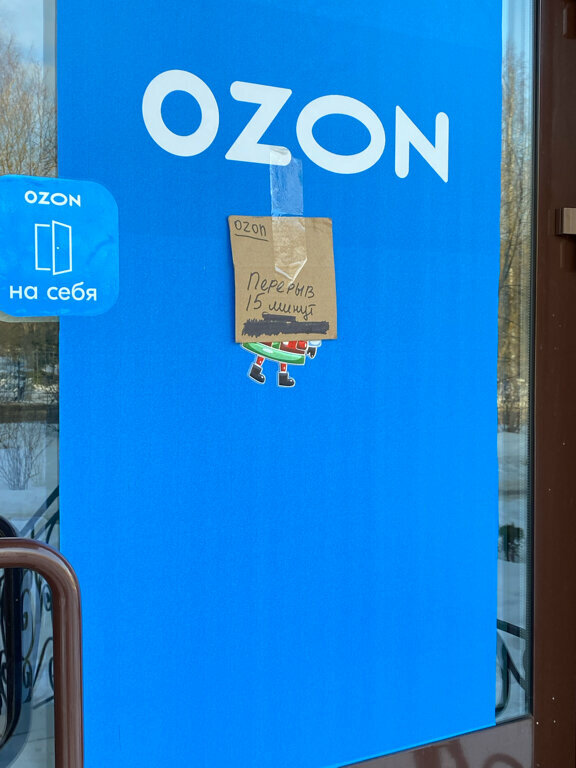 OZON
OZON
на себя
ozon
Перерыв
15 минут